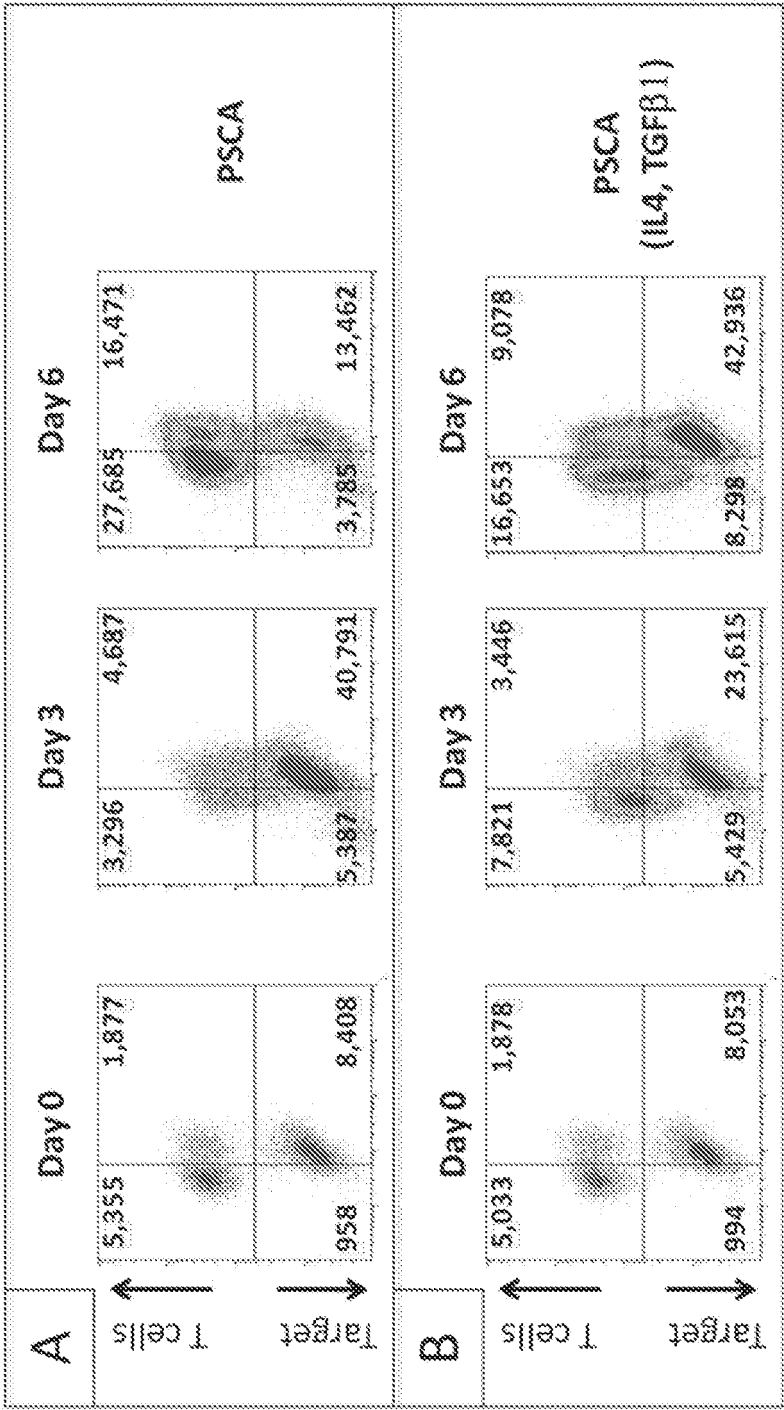 A
Day 0
Day 3
Day 6
T cells
Target
5,355
1,877
958
8,408
3,296
4,687
5,387
40,791
27,685
16,471
3,785
13,462
PSCA
B
Day 0
Day 3
Day 6
T cells
Target
5,033
1,878
994
8,053
7,821
3,446
5,429
23,615
16,653
9,078
8,298
42,936
PSCA
(IL4, TGFβ1)